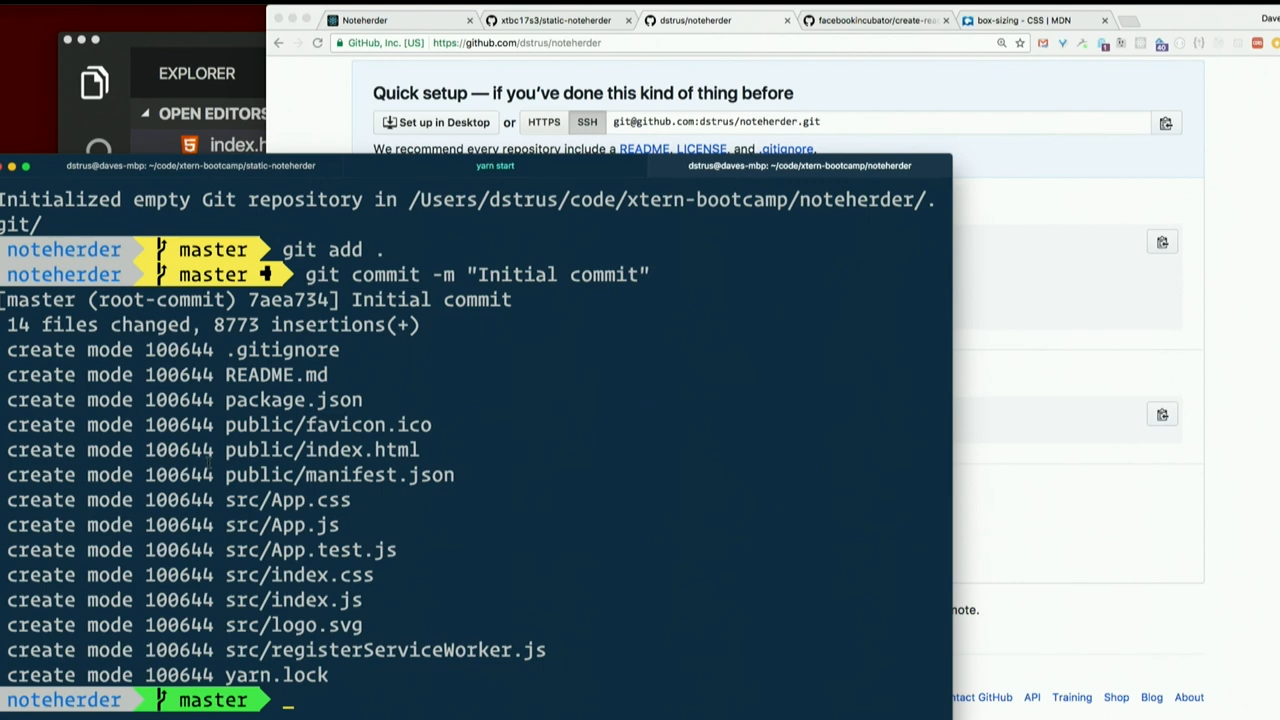 Noteherder
xtbc17s3/static-noteherder
dstrus/noteherder
facebookincubator/create-rea
box-sizing - CSS | MDN
Dave
GitHub, Inc. [US]
https://github.com/dstrus/noteherder
EXPLORER
OPEN EDITORS
index.h
Quick setup — if you've done this kind of thing before
Set up in Desktop
or
HTTPS
SSH
git@github.com:dstrus/noteherder.git
We recommend every repository include a README, LICENSE, and .gitignore.
dstrus@daves-mbp: ~/code/xtern-bootcamp/static-noteherder
yarn start
dstrus@daves-mbp: ~/code/xtern-bootcamp/noteherder
Initialized empty Git repository in /Users/dstrus/code/xtern-bootcamp/noteherder/.
git/
noteherder master git add .
noteherder master git commit -m "Initial commit"
[master (root-commit) 7aea734] Initial commit
14 files changed, 8773 insertions(+)
create mode 100644 .gitignore
create mode 100644 README.md
create mode 100644 package.json
create mode 100644 public/favicon.ico
create mode 100644 public/index.html
create mode 100644 public/manifest.json
create mode 100644 src/App.css
create mode 100644 src/App.js
create mode 100644 src/App.test.js
create mode 100644 src/index.css
create mode 100644 src/index.js
create mode 100644 src/logo.svg
create mode 100644 src/registerServiceWorker.js
create mode 100644 yarn.lock
noteherder master _
note.
ntact GitHub
API
Training
Shop
Blog
About